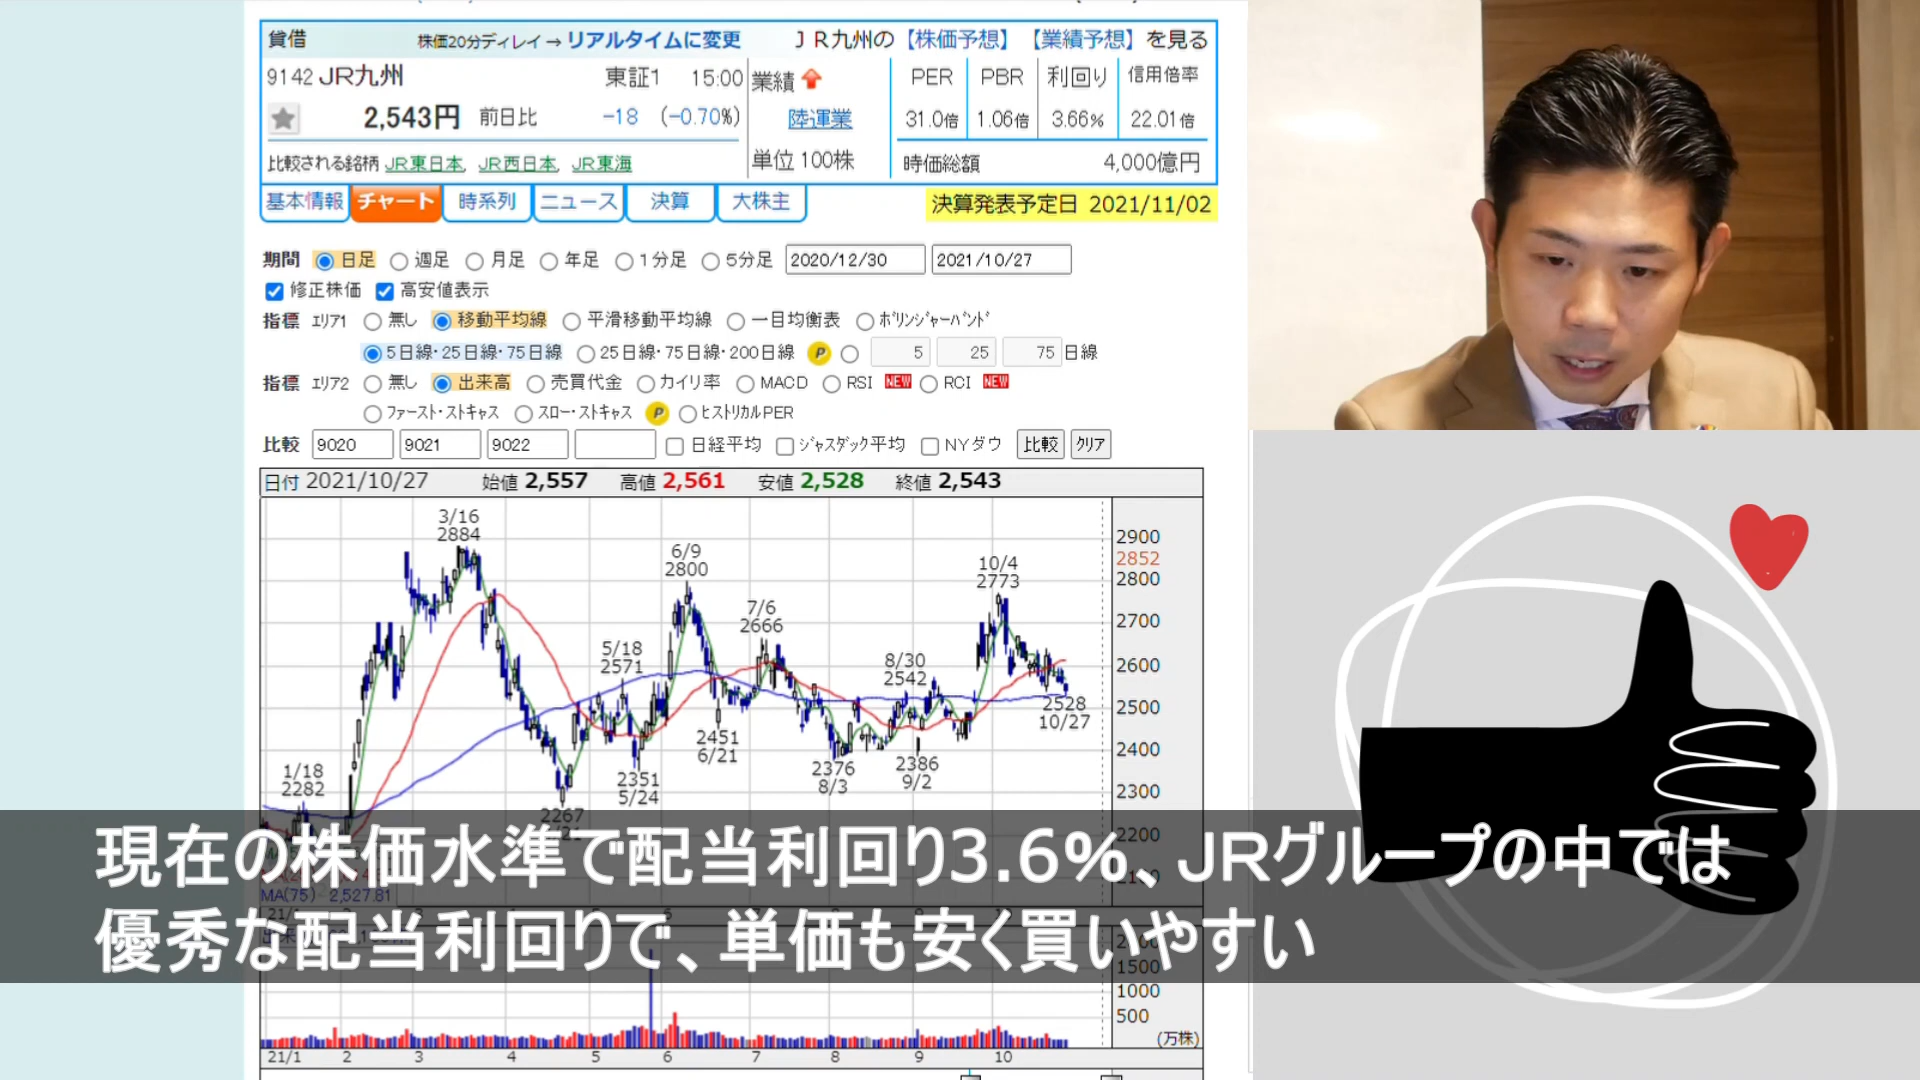 貸借 株価20分ディレイ→リアルタイムに変更 JR九州の【株価予想】【業績予想】を見る
9142 JR九州 東証1 15:00 業績 PER PBR 利回り 信用倍率
2,543円 前日比 -18 (-0.70%) 陸運業 31.0倍 1.06倍 3.66% 22.01倍
比較される銘柄 JR東日本, JR西日本, JR東海 単位 100株 時価総額 4,000億円
基本情報 チャート 時系列 ニュース 決算 大株主 決算発表予定日 2021/11/02
期間 日足 週足 月足 年足 1分足 5分足 2020/12/30 2021/10/27
修正株価 高安値表示
指標 エリア1 無し 移動平均線 平滑移動平均線 一目均衡表 ボリンジャーバンド
5日線・25日線・75日線 25日線・75日線・200日線 P 5 25 75 日線
指標 エリア2 無し 出来高 売買代金 カイリ率 MACD RSI NEW RCI NEW
ファースト・ストキャス スロー・ストキャス P ヒストリカルPER
比較 9020 9021 9022 日経平均 ジャスダック平均 NYダウ 比較 クリア
日付 2021/10/27 始値 2,557 高値 2,561 安値 2,528 終値 2,543
3/16
2884
6/9
2800
7/6
2666
5/18
2571
8/30
2542
10/4
2773
2900
2852
2800
2700
2600
2500
2400
2300
2200
2528
10/27
2451
6/21
2376
8/3
2386
9/2
2351
5/24
1/18
2282
2267
現在の株価水準で配当利回り3.6%、JRグループの中では
優秀な配当利回りで、単価も安く買いやすい
MA(75) 2,527.81
1500
1000
500
(万株)
21/1 2 3 4 5 6 7 8 9 10